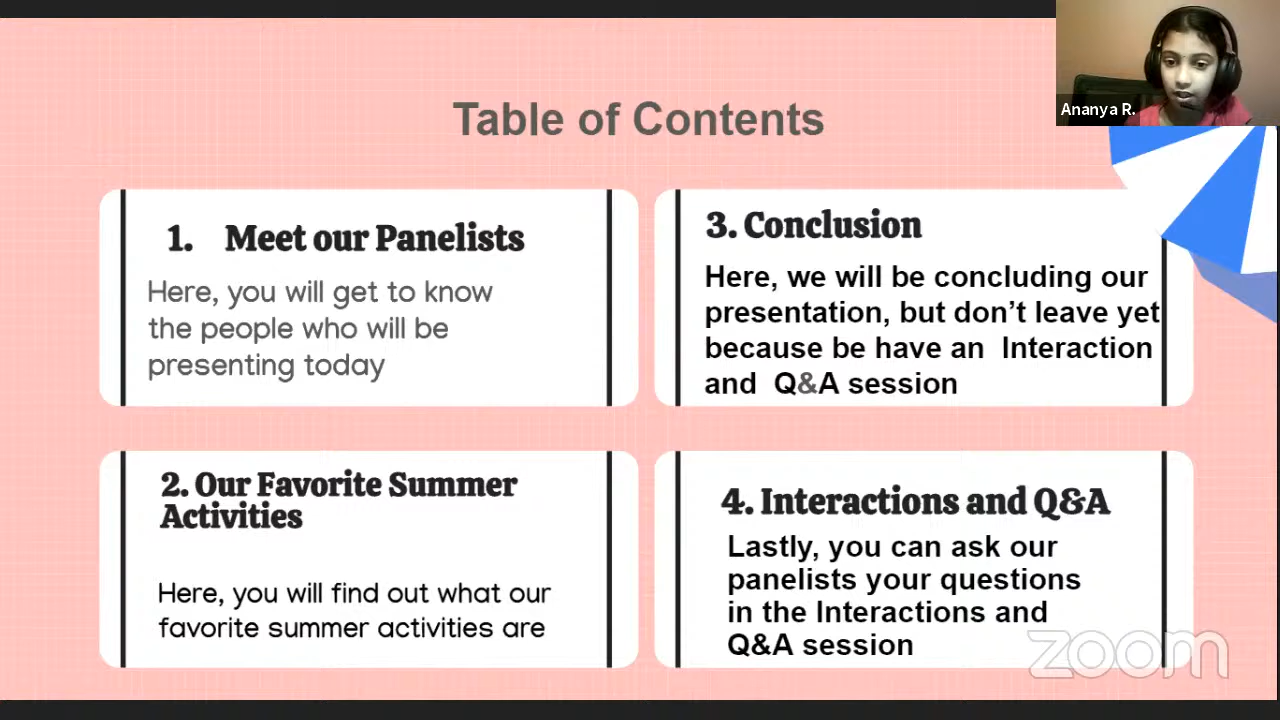 Table of Contents
Ananya R.
1. Meet our Panelists
Here, you will get to know
the people who will be
presenting today
2. Our Favorite Summer
Activities
Here, you will find out what our
favorite summer activities are
3. Conclusion
Here, we will be concluding our
presentation, but don’t leave yet
because be have an Interaction
and Q&A session
4. Interactions and Q&A
Lastly, you can ask our
panelists your questions
in the Interactions and
Q&A session
zoom